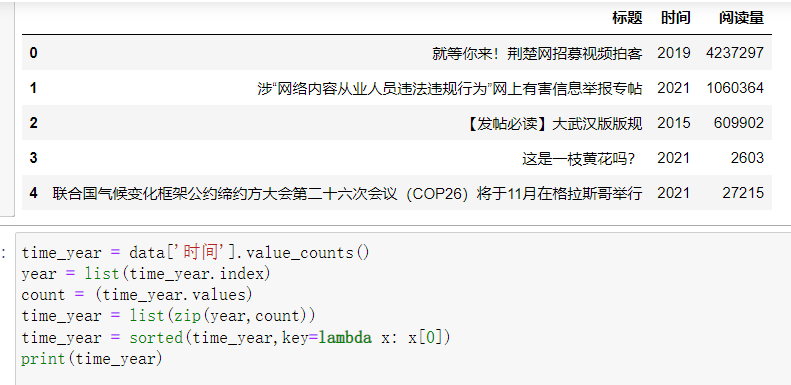 标题 时间 阅读量
0 就等你来！荆楚网招募视频拍客 2019 4237297
1 涉“网络内容从业人员违法违规行为”网上有害信息举报专帖 2021 1060364
2 【发帖必读】大武汉版版规 2015 609902
3 这是一枝黄花吗？ 2021 2603
4 联合国气候变化框架公约缔约方大会第二十六次会议（COP26）将于11月在格拉斯哥举行 2021 27215
: time_year = data['时间'].value_counts()
year = list(time_year.index)
count = (time_year.values)
time_year = list(zip(year,count))
time_year = sorted(time_year,key=lambda x: x[0])
print(time_year)